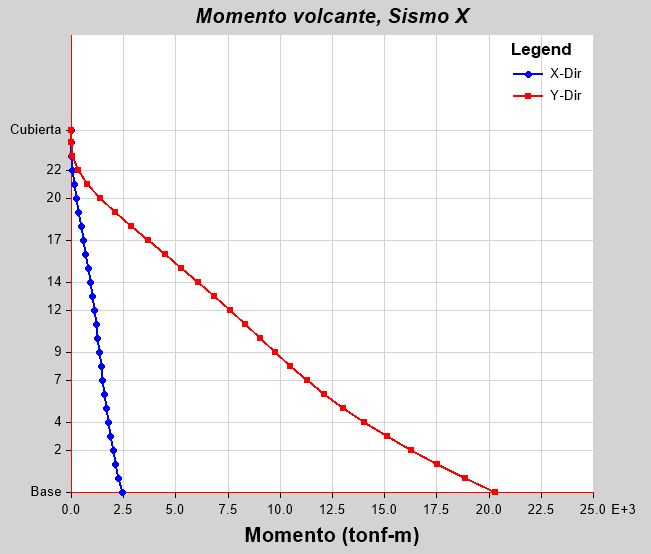 Momento volcante, Sismo X
Legend
X-Dir
Y-Dir
Cubierta
22
20
17
14
12
9
7
4
2
Base
0.0 2.5 5.0 7.5 10.0 12.5 15.0 17.5 20.0 22.5 25.0 E+3
Momento (tonf-m)